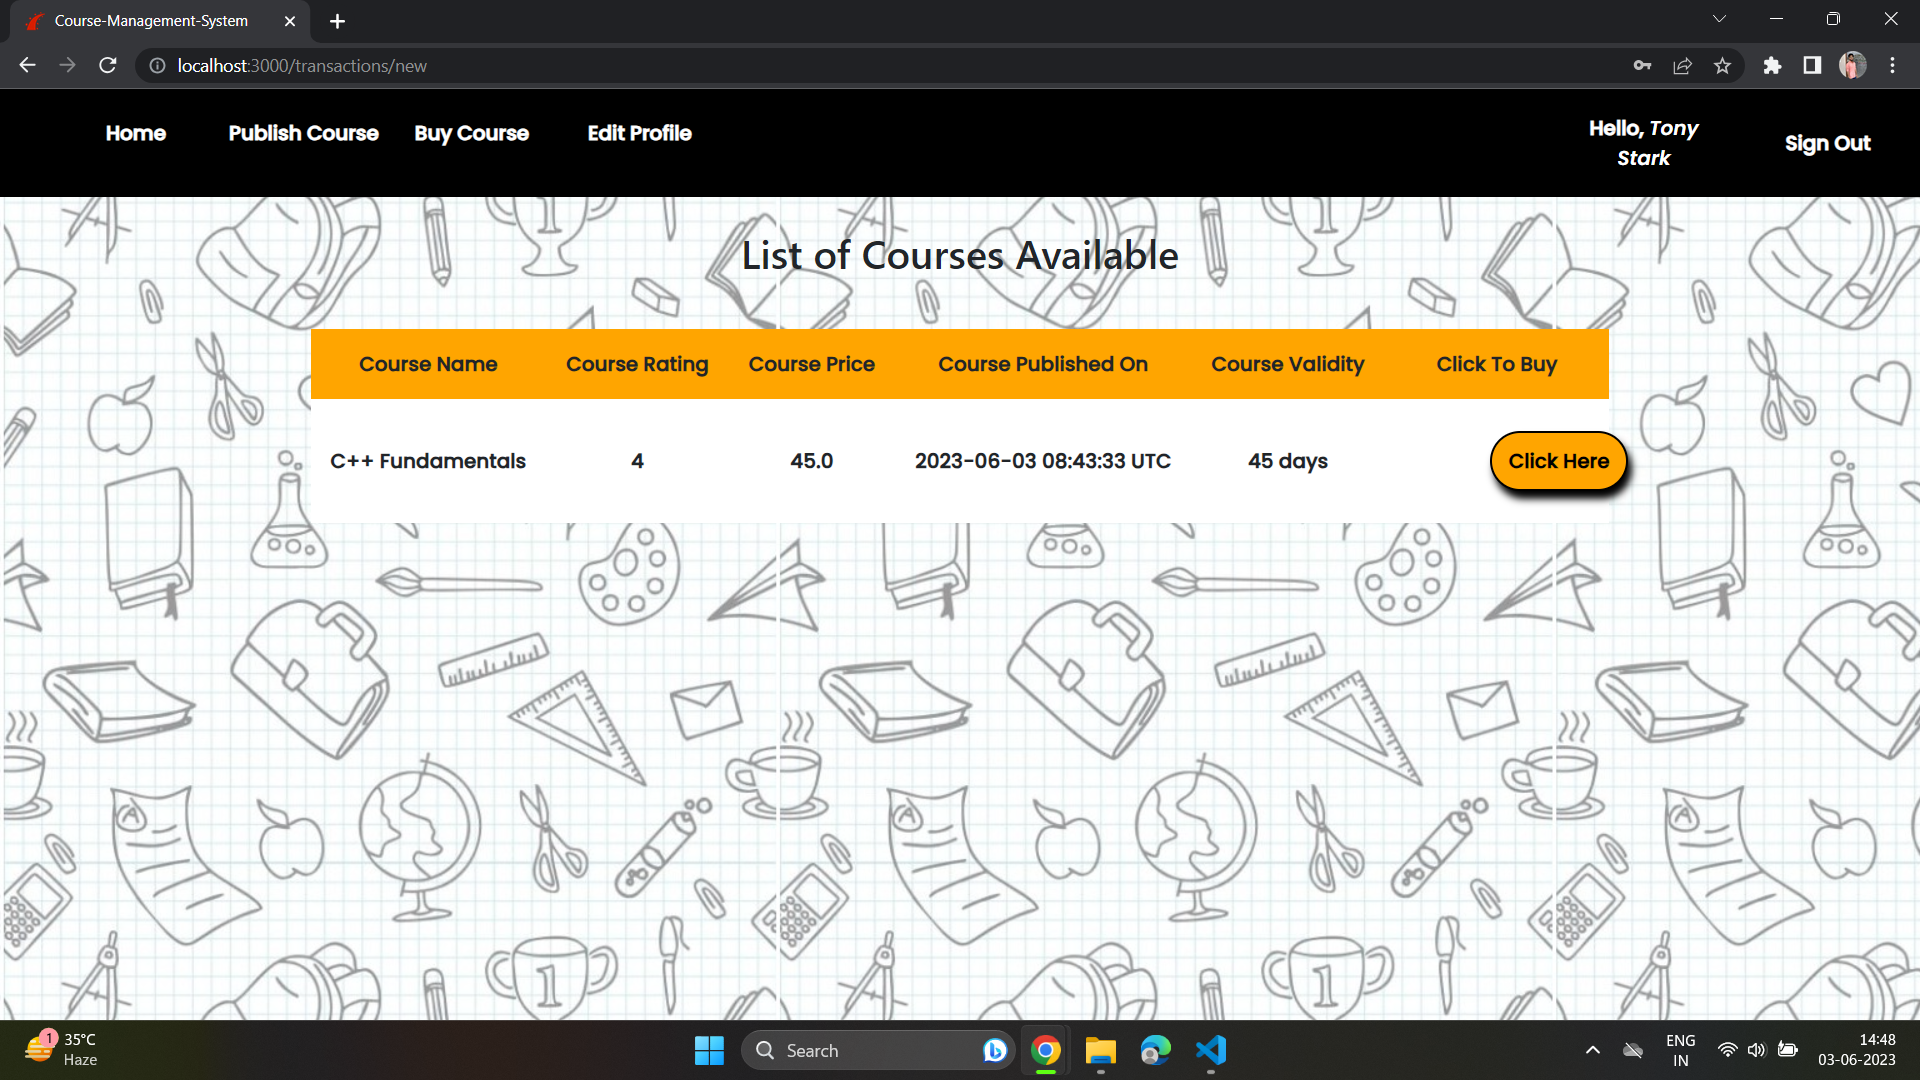 Course-Management-System
localhost:3000/transactions/new
Home Publish Course Buy Course Edit Profile Hello, Tony Stark Sign Out
List of Courses Available
Course Name Course Rating Course Price Course Published On Course Validity Click To Buy
C++ Fundamentals 4 45.0 2023-06-03 08:43:33 UTC 45 days Click Here
A A A
1 1
1 35°C
Haze
Search
ENG
IN
14:48
03-06-2023